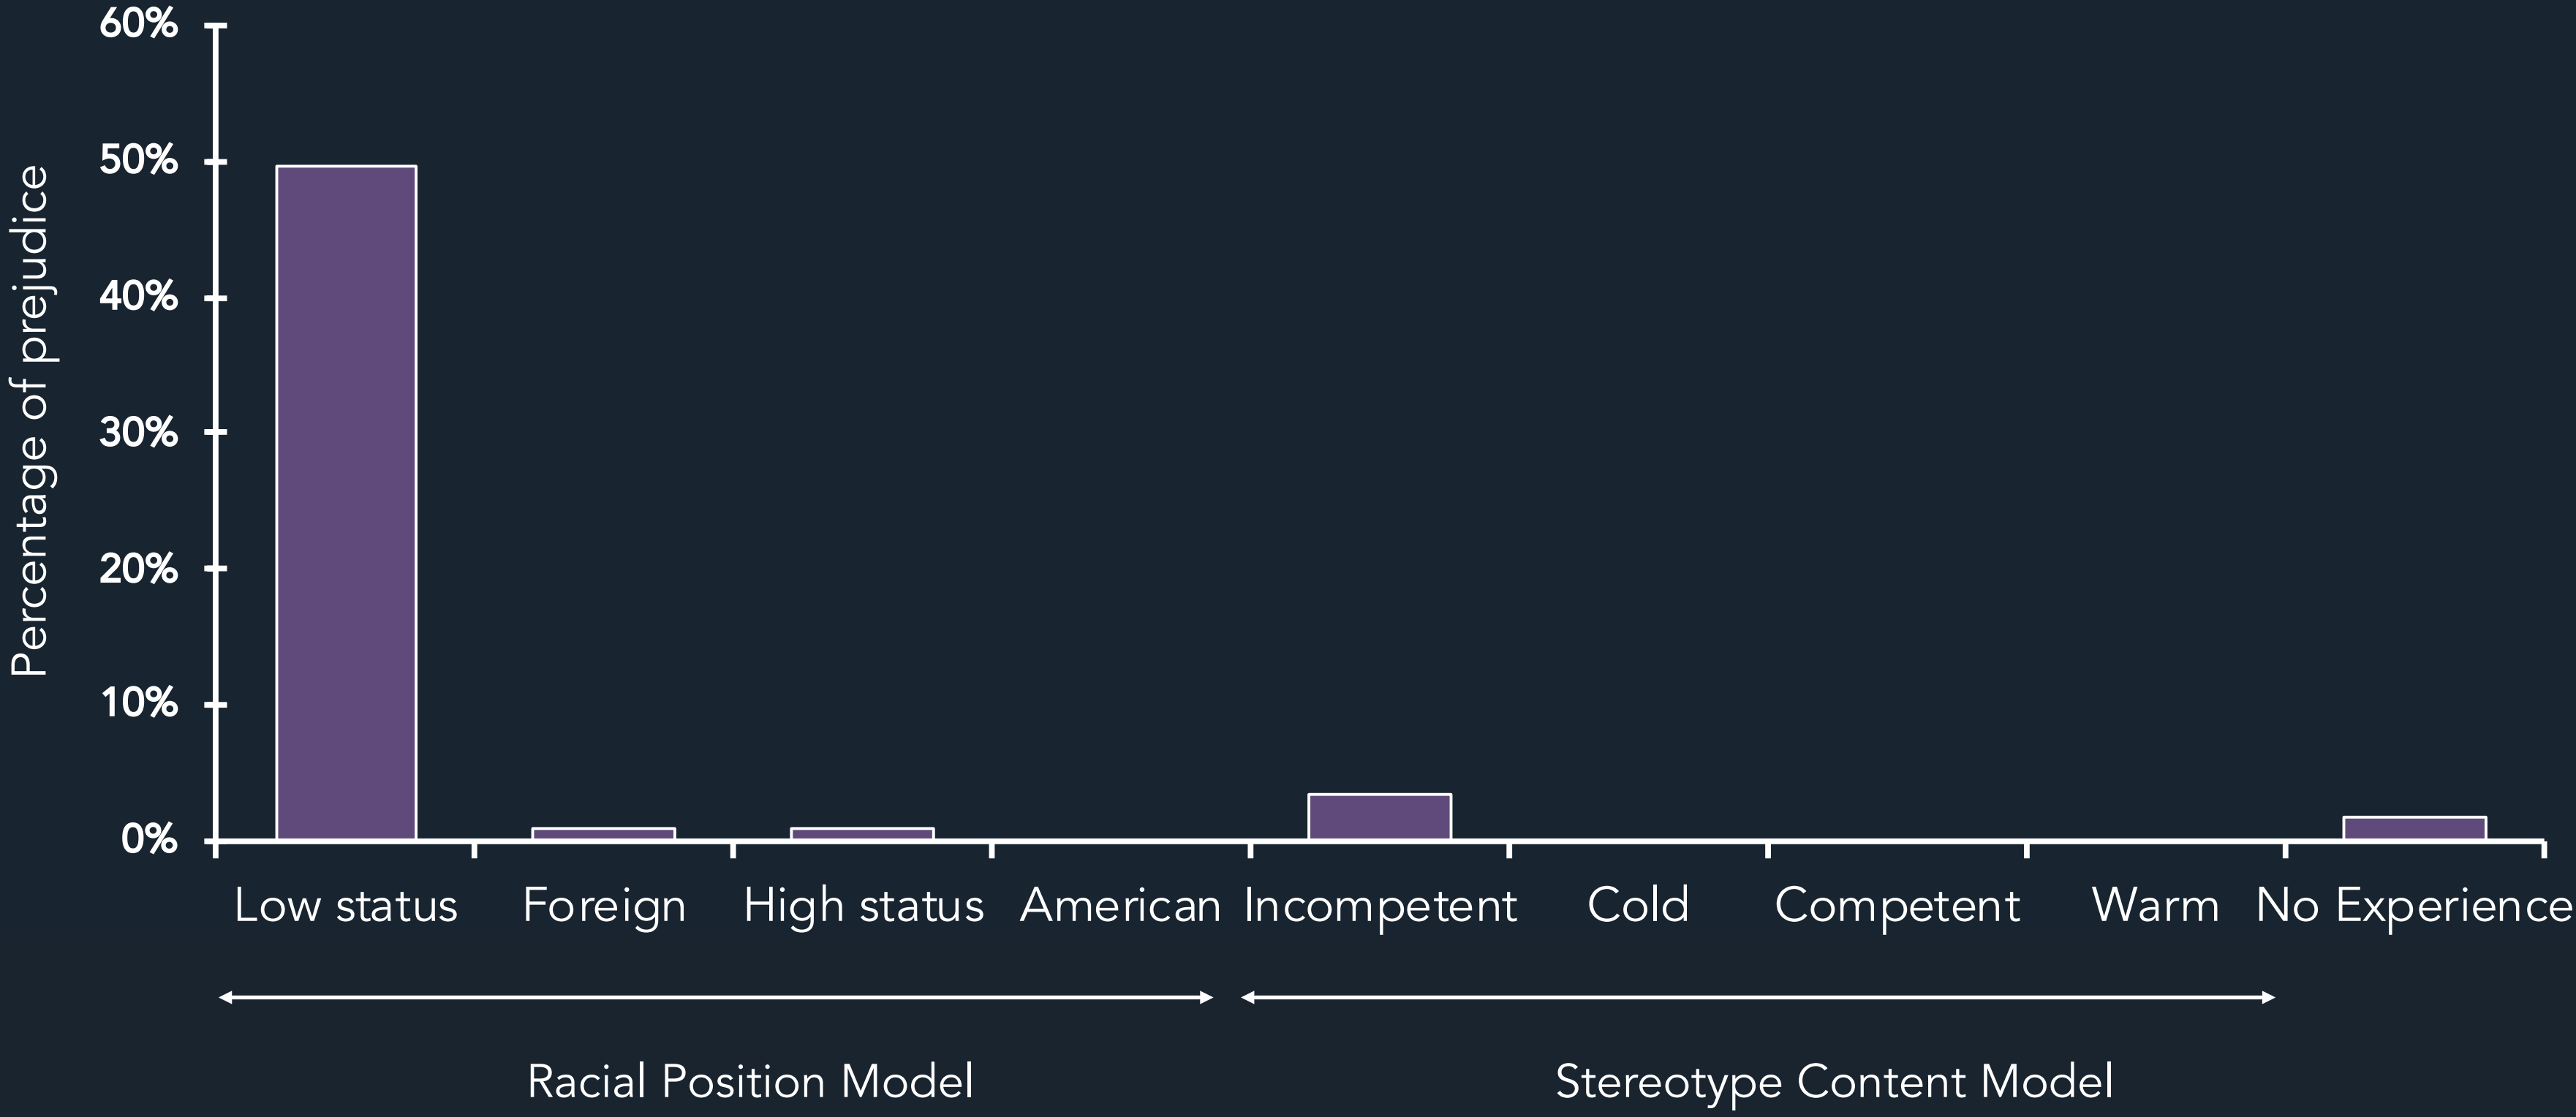 Percentage of prejudice
60%
50%
40%
30%
20%
10%
0%
Low status Foreign High status American Incompetent Cold Competent Warm No Experience
Racial Position Model Stereotype Content Model